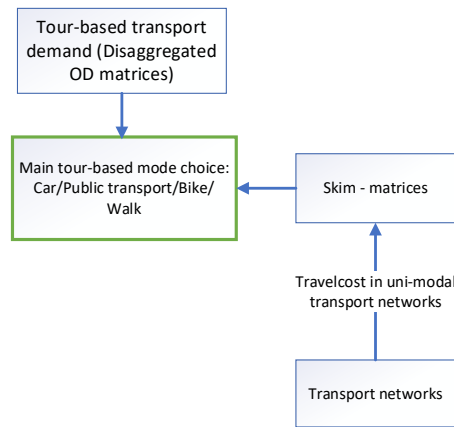 Tour-based transport
demand (Disaggregated
OD matrices)
Main tour-based mode choice:
Car/Public transport/Bike/
Walk
Skim - matrices
Travelcost in uni-modal
transport networks
Transport networks